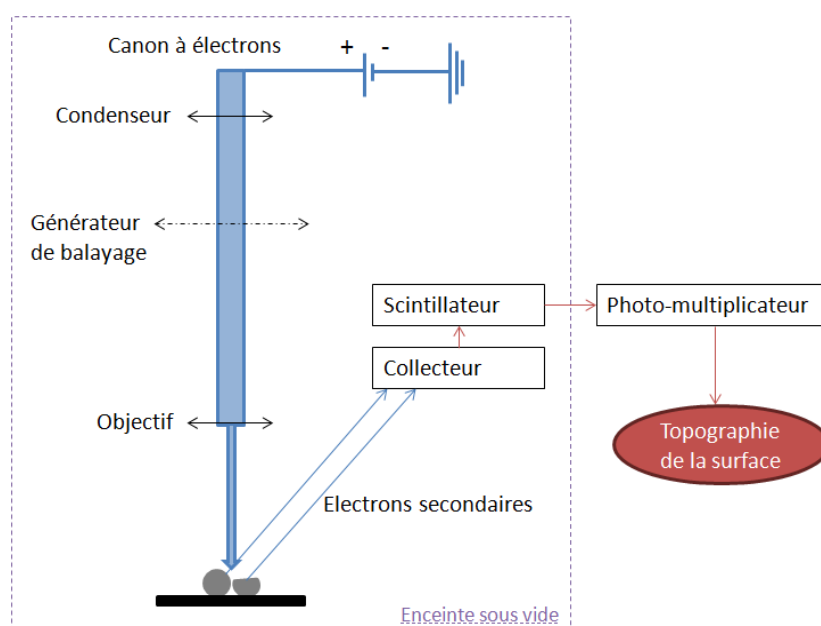 Canon à électrons
+ -
Condenseur
Générateur
de balayage
Scintillateur
Photo-multiplicateur
Collecteur
Objectif
Topographie
de la surface
Electrons secondaires
Enceinte sous vide